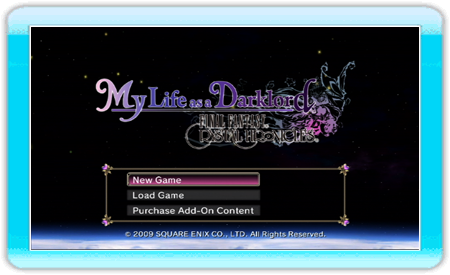 My Life as a Darklord
FINAL FANTASY
CRYSTAL CHRONICLES
New Game
Load Game
Purchase Add-On Content
© 2009 SQUARE ENIX CO., LTD. All Rights Reserved.